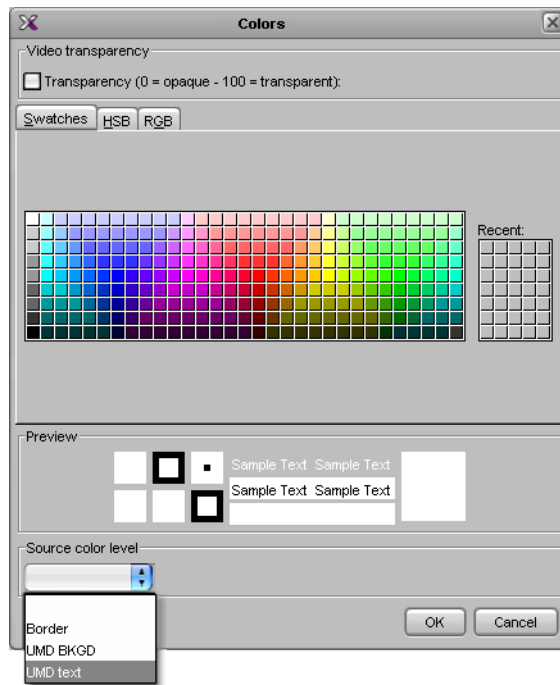 Colors
Video transparency
Transparency (0 = opaque - 100 = transparent):
Swatches HSB RGB
Recent:
Preview
Sample Text Sample Text
Sample Text Sample Text
Source color level
Border
UMD BKGD
UMD text
OK Cancel